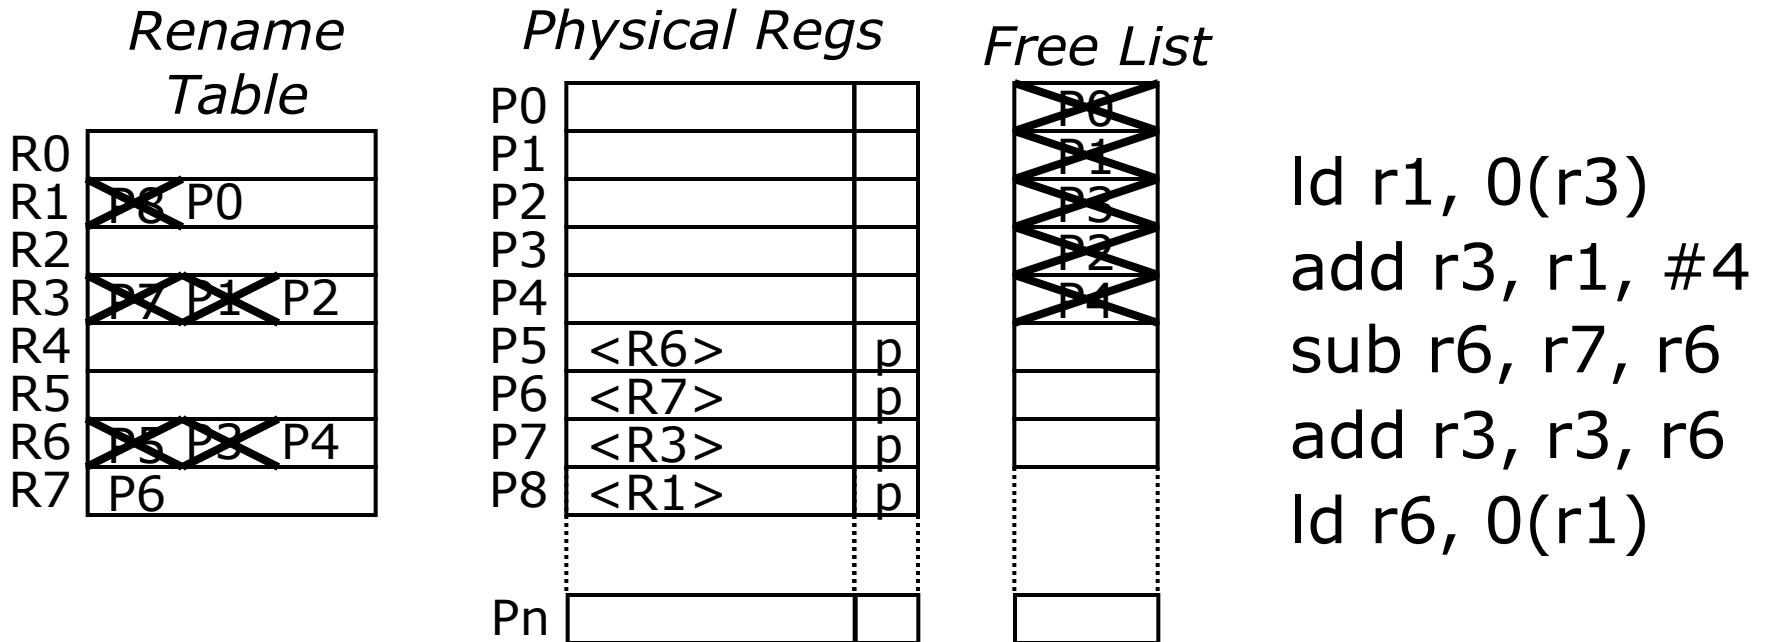 Rename
Table
R0
R1 P8 P0
R2
R3 P7 P1 P2
R4
R5
R6 P5 P3 P4
R7 P6
Physical Regs
P0
P1
P2
P3
P4
P5 <R6> p
P6 <R7> p
P7 <R3> p
P8 <R1> p
Pn
Free List
P0
P1
P3
P2
P4
ld r1, 0(r3)
add r3, r1, #4
sub r6, r7, r6
add r3, r3, r6
ld r6, 0(r1)